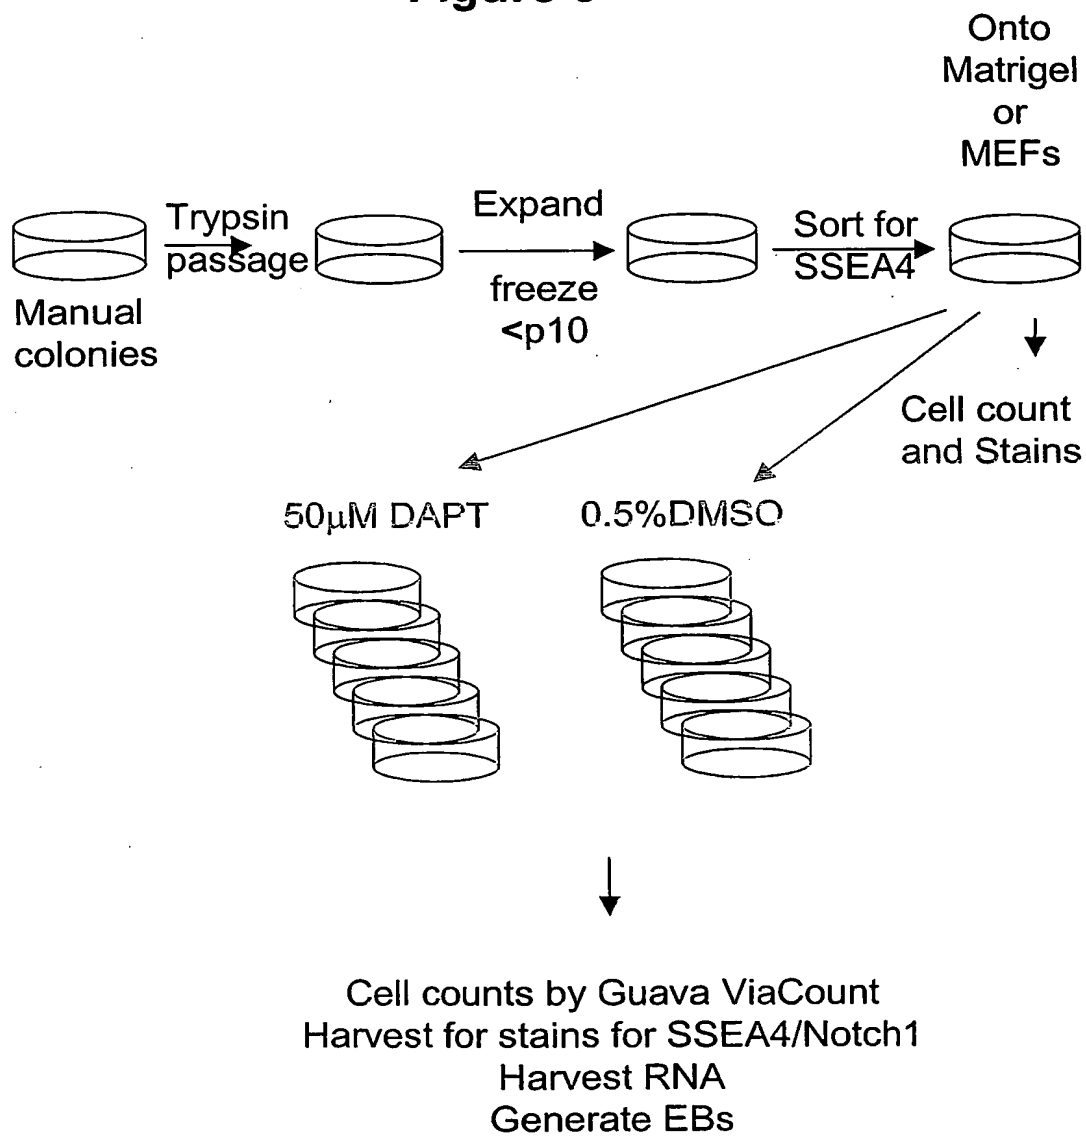 Onto
Matrigel
or
MEFs
Trypsin
passage
Expand
freeze
<p10
Sort for
SSEA4
Manual
colonies
Cell count
and Stains
50µM DAPT
0.5%DMSO
Cell counts by Guava ViaCount
Harvest for stains for SSEA4/Notch1
Harvest RNA
Generate EBs